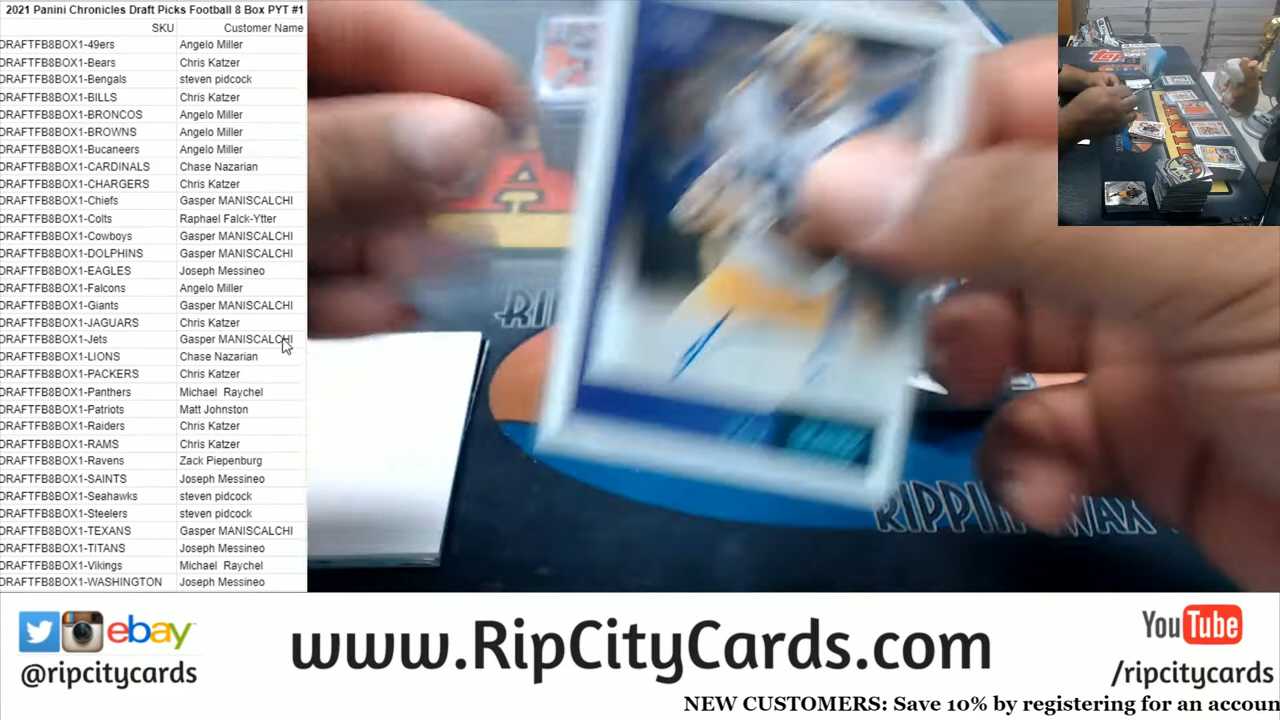 2021 Panini Chronicles Draft Picks Football 8 Box PYT #1
SKU Customer Name
DRAFTFB8BOX1-49ers Angelo Miller
DRAFTFB8BOX1-Bears Chris Katzer
DRAFTFB8BOX1-Bengals steven pidcock
DRAFTFB8BOX1-BILLS Chris Katzer
DRAFTFB8BOX1-BRONCOS Angelo Miller
DRAFTFB8BOX1-BROWNS Angelo Miller
DRAFTFB8BOX1-Bucaneers Angelo Miller
DRAFTFB8BOX1-CARDINALS Chase Nazarian
DRAFTFB8BOX1-CHARGERS Chris Katzer
DRAFTFB8BOX1-Chiefs Gasper MANISCALCHI
DRAFTFB8BOX1-Colts Raphael Falck-Ytter
DRAFTFB8BOX1-Cowboys Gasper MANISCALCHI
DRAFTFB8BOX1-DOLPHINS Gasper MANISCALCHI
DRAFTFB8BOX1-EAGLES Joseph Messineo
DRAFTFB8BOX1-Falcons Angelo Miller
DRAFTFB8BOX1-Giants Gasper MANISCALCHI
DRAFTFB8BOX1-JAGUARS Chris Katzer
DRAFTFB8BOX1-Jets Gasper MANISCALCHI
DRAFTFB8BOX1-LIONS Chase Nazarian
DRAFTFB8BOX1-PACKERS Chris Katzer
DRAFTFB8BOX1-Panthers Michael Raychel
DRAFTFB8BOX1-Patriots Matt Johnston
DRAFTFB8BOX1-Raiders Chris Katzer
DRAFTFB8BOX1-RAMS Chris Katzer
DRAFTFB8BOX1-Ravens Zack Piepenburg
DRAFTFB8BOX1-SAINTS Joseph Messineo
DRAFTFB8BOX1-Seahawks steven pidcock
DRAFTFB8BOX1-Steelers steven pidcock
DRAFTFB8BOX1-TEXANS Gasper MANISCALCHI
DRAFTFB8BOX1-TITANS Joseph Messineo
DRAFTFB8BOX1-Vikings Michael Raychel
DRAFTFB8BOX1-WASHINGTON Joseph Messineo
RIPPIN WAX
ebay
@ripcitycards
www.RipCityCards.com
YouTube
/ripcitycards
NEW CUSTOMERS: Save 10% by registering for an accoun